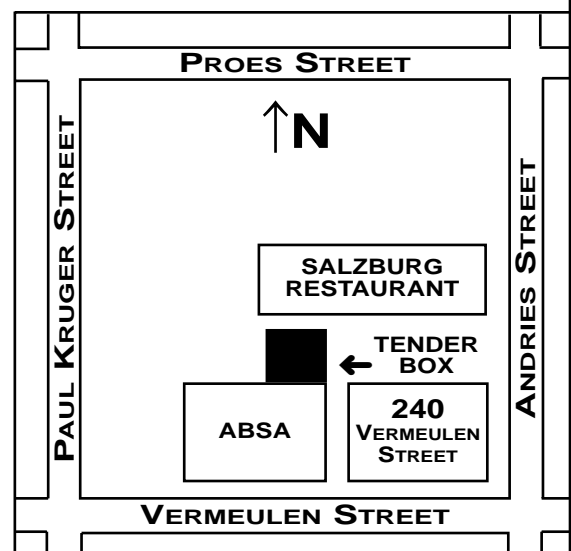 PROES STREET
N
PAUL KRUGER STREET
ANDRIES STREET
SALZBURG
RESTAURANT
TENDER
BOX
ABSA
240
VERMEULEN
STREET
VERMEULEN STREET